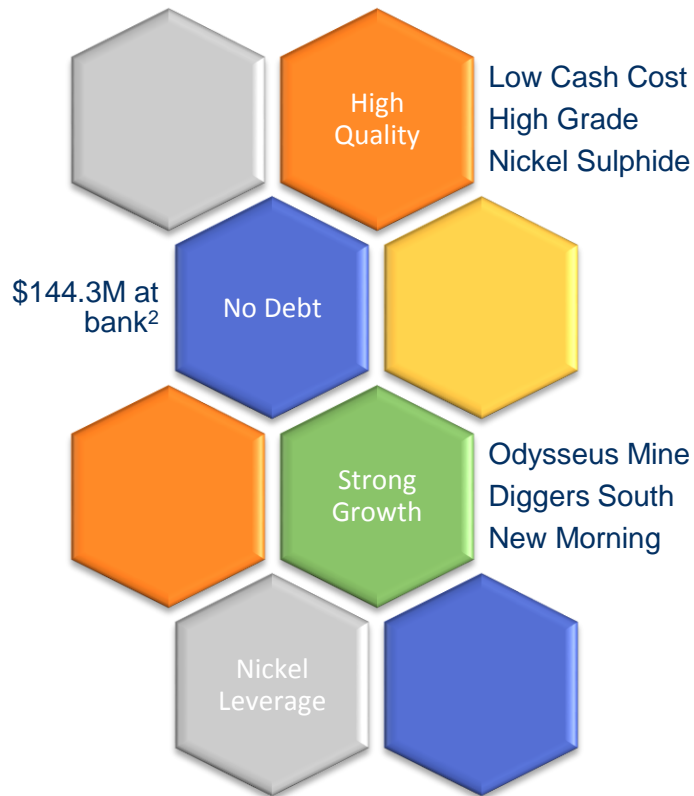 High
Quality
Low Cash Cost
High Grade
Nickel Sulphide
$144.3M at
bank²
No Debt
Strong
Growth
Odysseus Mine
Diggers South
New Morning
Nickel
Leverage